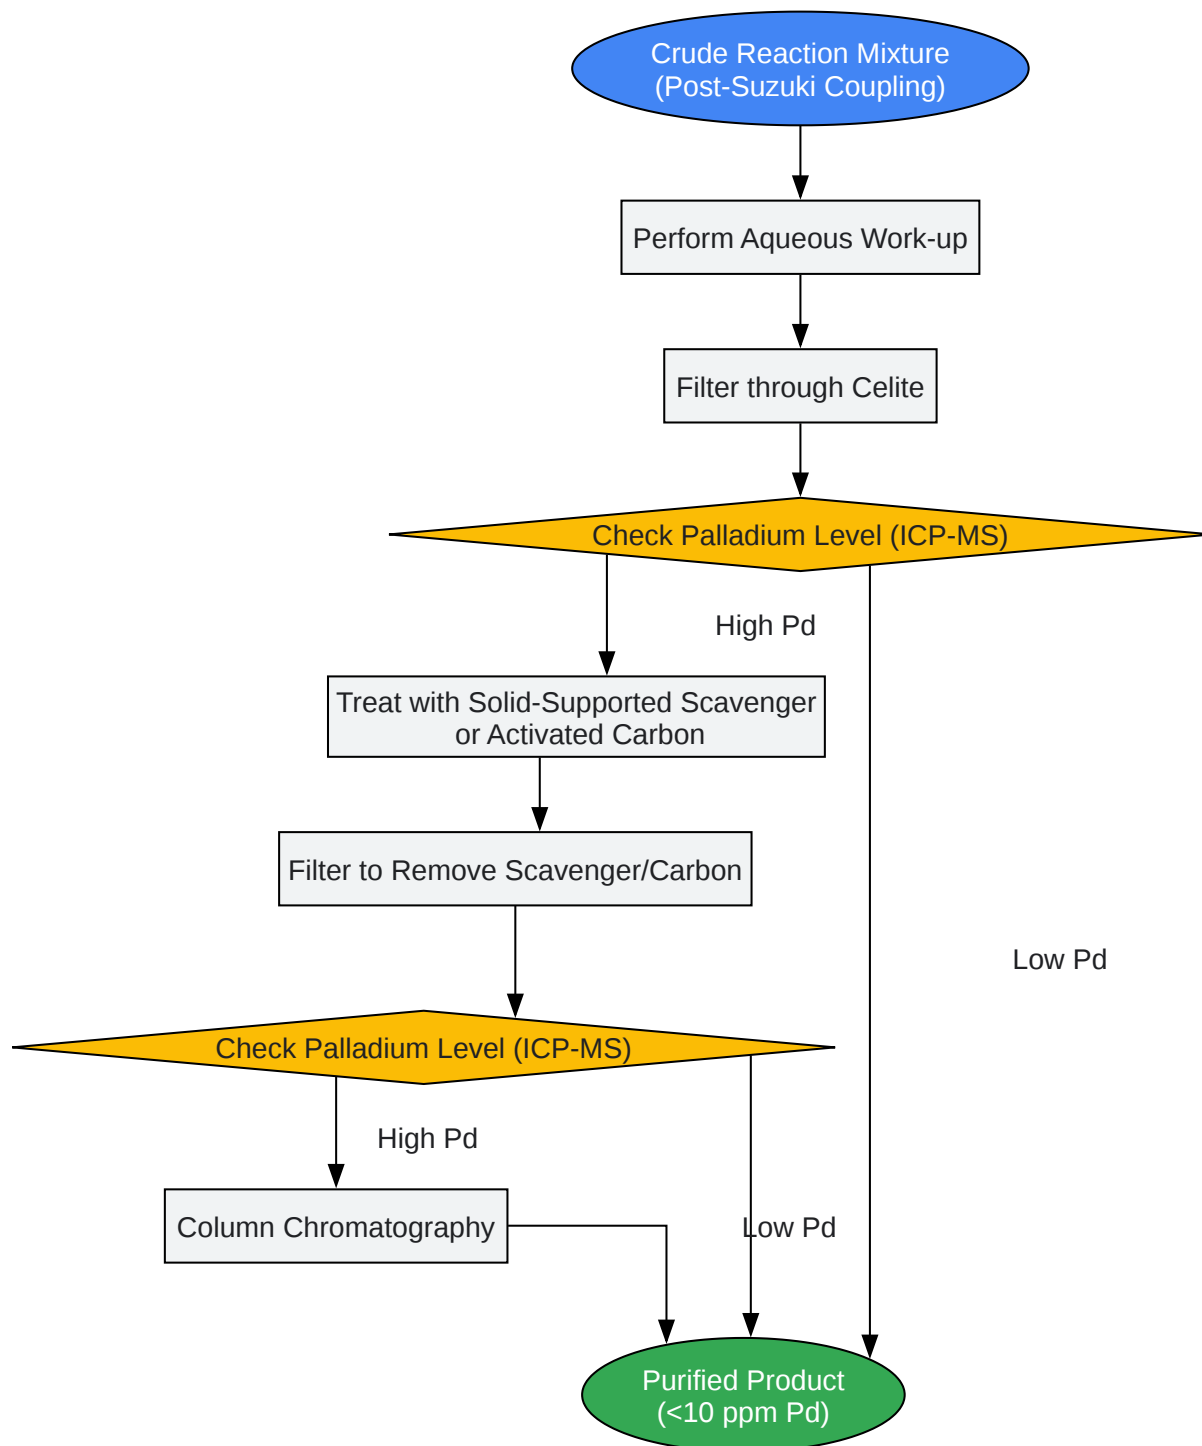 Crude Reaction Mixture
(Post-Suzuki Coupling)
Perform Aqueous Work-up
Filter through Celite
Check Palladium Level (ICP-MS)
High Pd
Treat with Solid-Supported Scavenger
or Activated Carbon
Filter to Remove Scavenger/Carbon
Low Pd
Check Palladium Level (ICP-MS)
High Pd
Column Chromatography
Low Pd
Purified Product
(<10 ppm Pd)